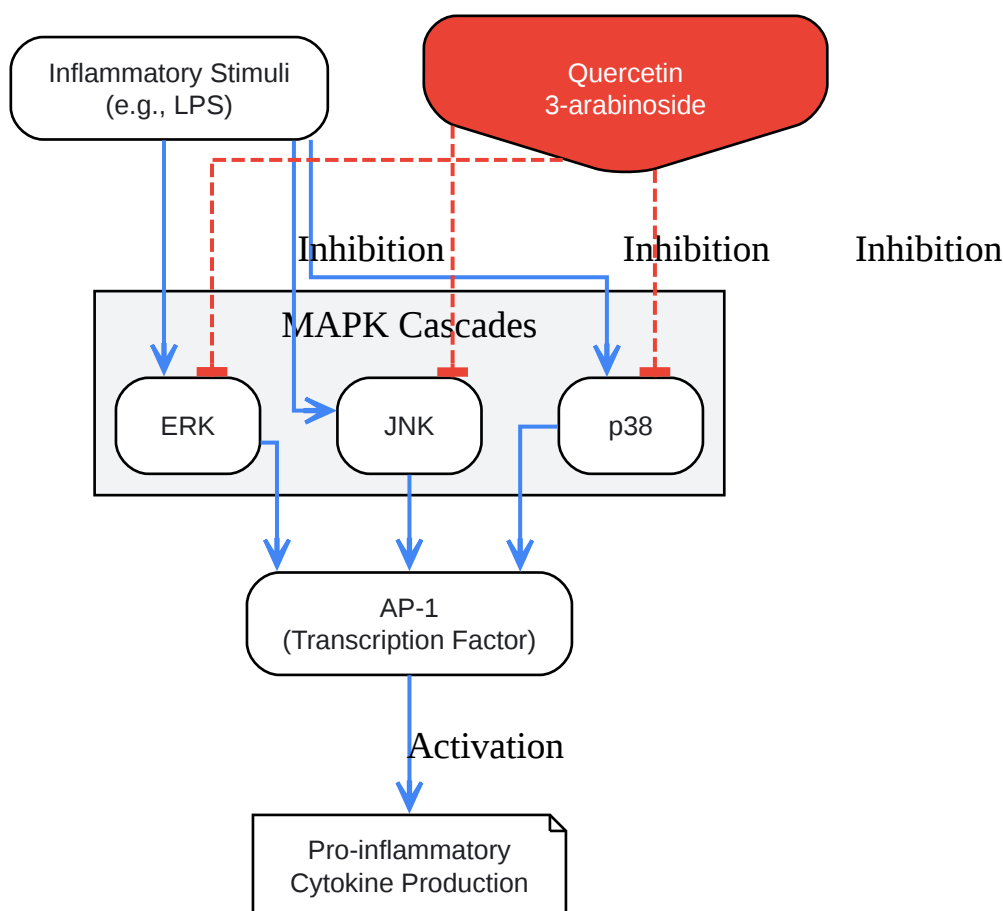 Inflammatory Stimuli
(e.g., LPS)
Quercetin
3-arabinoside
Inhibition
Inhibition
Inhibition
MAPK Cascades
ERK
JNK
p38
AP-1
(Transcription Factor)
Activation
Pro-inflammatory
Cytokine Production